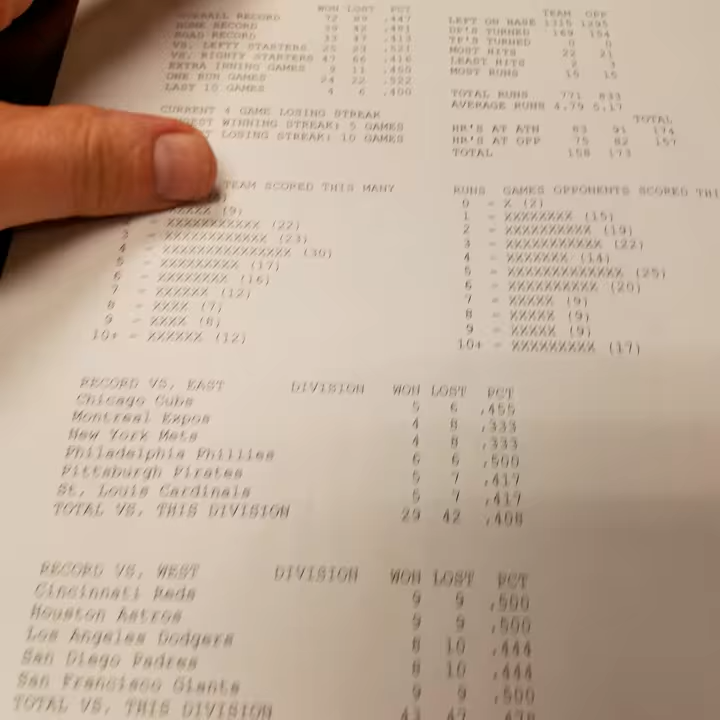 WON LOST PCT
OVERALL RECORD 72 89 .447
HOME RECORD 39 42 .481
ROAD RECORD 33 47 .413
VS. LEFTY STARTERS 25 23 .521
VS. RIGHTY STARTERS 47 66 .416
EXTRA INNING GAMES 9 11 .450
ONE RUN GAMES 24 22 .522
LAST 10 GAMES 4 6 .400
CURRENT 4 GAME LOSING STREAK
WINNING STREAK: 5 GAMES
LOSING STREAK: 10 GAMES
TEAM OPP
LEFT ON BASE 1315 1295
DP'S TURNED 169 154
TP'S TURNED 0 0
MOST HITS 22 21
LEAST HITS 2 3
MOST RUNS 15 15
TOTAL RUNS 771 833
AVERAGE RUNS 4.79 5.17
TOTAL
HR'S AT ATN 83 91 174
HR'S AT OPP 75 82 157
TOTAL 158 173
TEAM SCORED THIS MANY
XXXXX (9)
- XXXXXXXXXXX (22)
3 - XXXXXXXXXXXX (23)
4 - XXXXXXXXXXXXXXX (30)
5 - XXXXXXXXX (17)
6 - XXXXXXXX (16)
7 - XXXXXX (12)
8 - XXXX (7)
9 - XXXX (8)
10+ - XXXXXX (12)
RUNS GAMES OPPONENTS SCORED THI
0 - X (2)
1 - XXXXXXXX (15)
2 - XXXXXXXXXX (19)
3 - XXXXXXXXXXX (22)
4 - XXXXXXX (14)
5 - XXXXXXXXXXXXX (25)
6 - XXXXXXXXXX (20)
7 - XXXXX (9)
8 - XXXXX (9)
9 - XXXXX (9)
10+ - XXXXXXXXX (17)
RECORD VS. EAST DIVISION WON LOST PCT
Chicago Cubs 5 6 .455
Montreal Expos 4 8 .333
New York Mets 4 8 .333
Philadelphia Phillies 6 6 .500
Pittsburgh Pirates 5 7 .417
St. Louis Cardinals 5 7 .417
TOTAL VS. THIS DIVISION 29 42 .408
RECORD VS. WEST DIVISION WON LOST PCT
Cincinnati Reds 9 9 .500
Houston Astros 9 9 .500
Los Angeles Dodgers 8 10 .444
San Diego Padres 8 10 .444
San Francisco Giants 9 9 .500
TOTAL VS. THIS DIVISION 43 47 .478